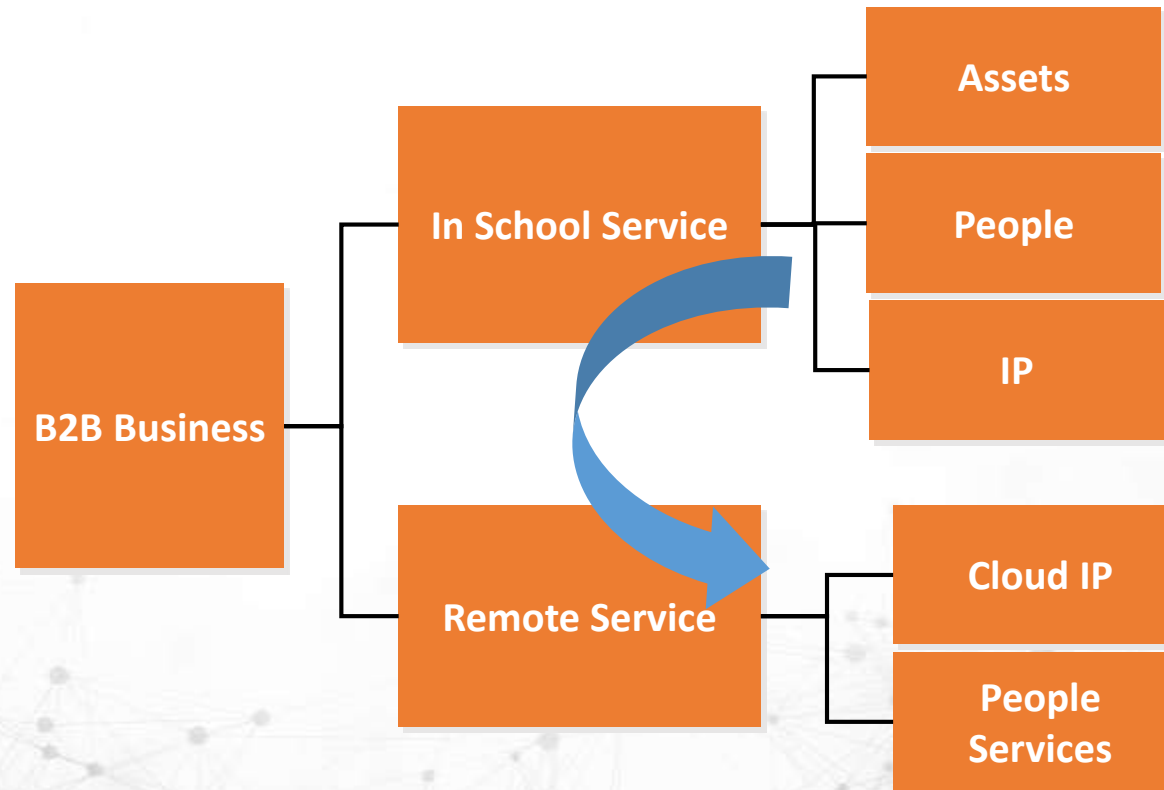 B2B Business
In School Service
Assets
People
IP
Remote Service
Cloud IP
People
Services